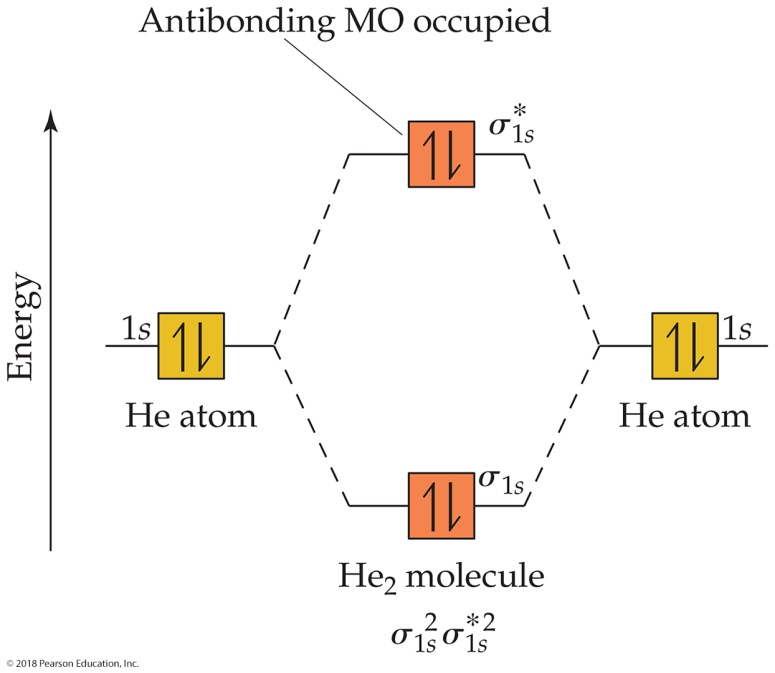 Antibonding MO occupied
σ*1s
Energy
1s
1s
He atom
He atom
σ1s
He2 molecule
σ1s2σ*21s
© 2018 Pearson Education, Inc.